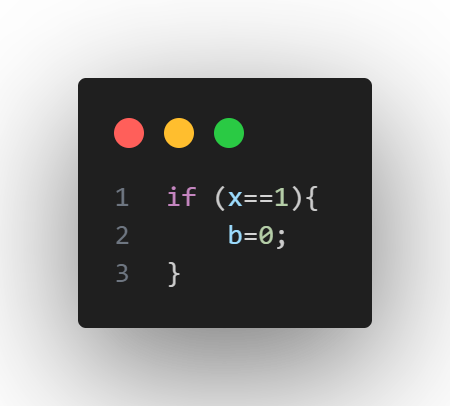 1 if (x==1){
2     b=0;
3 }